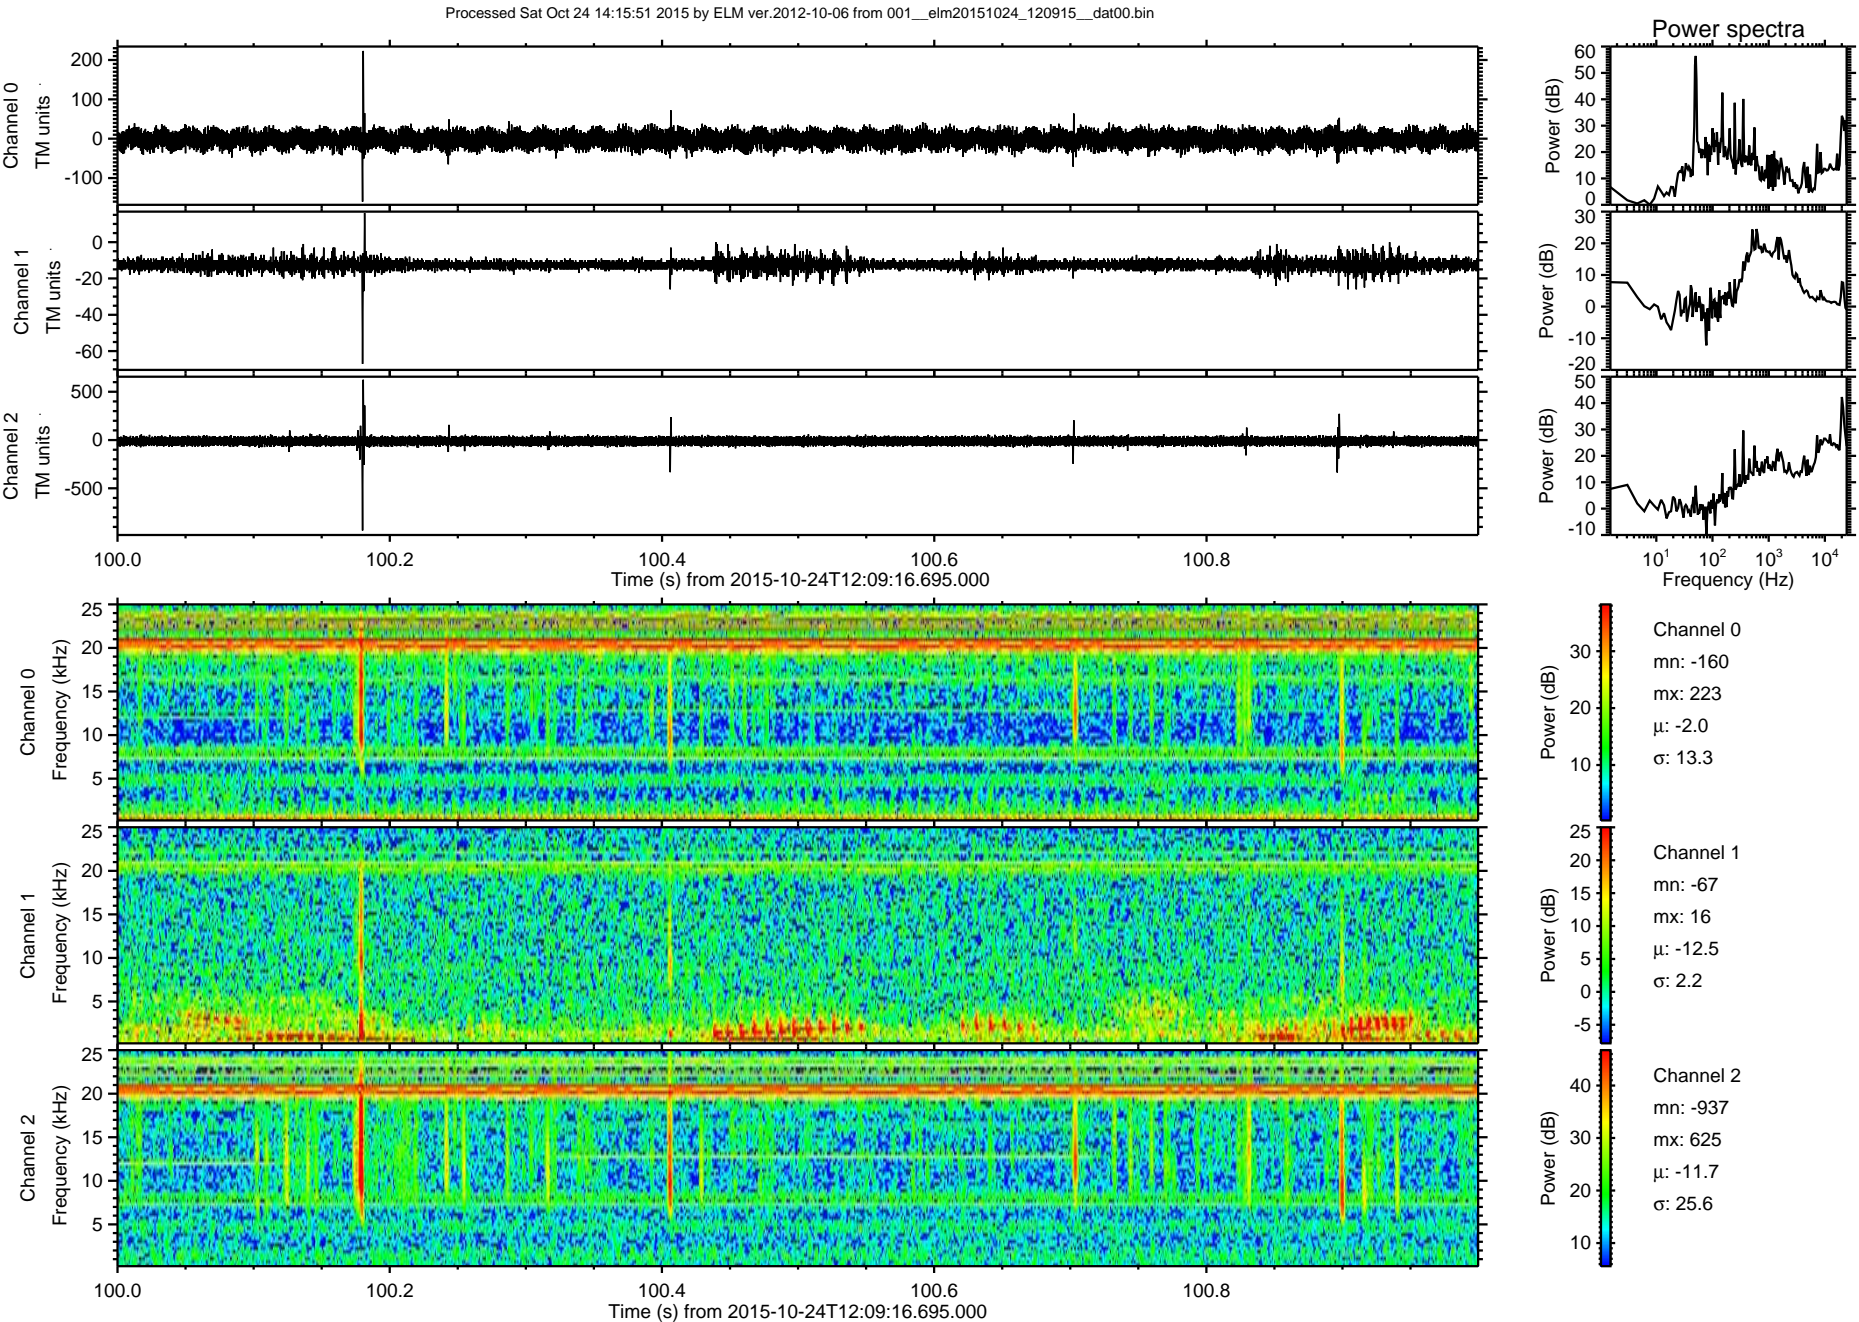 Processed Sat Oct 24 14:15:51 2015 by ELM ver.2012-10-06 from 001__elm20151024_120915__dat00.bin
Power spectra
Channel 0
TM units
200
100
0
-100
Power (dB)
60
50
40
30
20
10
0
Channel 1
TM units
0
-20
-40
-60
Power (dB)
30
20
10
0
-10
-20
Channel 2
TM units
500
0
-500
Power (dB)
50
40
30
20
10
0
-10
100.0 100.2 100.4 100.6 100.8
Time (s) from 2015-10-24T12:09:16.695.000
10^1 10^2 10^3 10^4
Frequency (Hz)
Channel 0
Frequency (kHz)
25
20
15
10
5
Power (dB)
30
20
10
Channel 0
mn: -160
mx: 223
μ: -2.0
σ: 13.3
Channel 1
Frequency (kHz)
25
20
15
10
5
Power (dB)
25
20
15
10
5
0
-5
Channel 1
mn: -67
mx: 16
μ: -12.5
σ: 2.2
Channel 2
Frequency (kHz)
25
20
15
10
5
Power (dB)
40
30
20
10
Channel 2
mn: -937
mx: 625
μ: -11.7
σ: 25.6
100.0 100.2 100.4 100.6 100.8
Time (s) from 2015-10-24T12:09:16.695.000